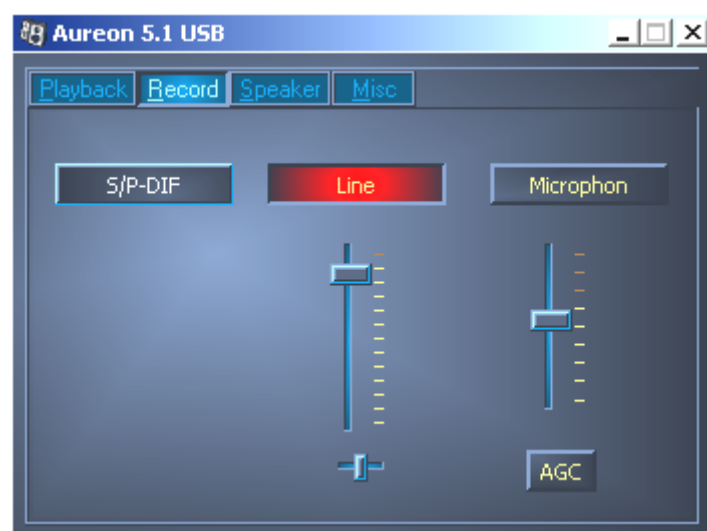 Aureon 5.1 USB
Playback Record Speaker Misc
S/P-DIF Line Microphon
AGC